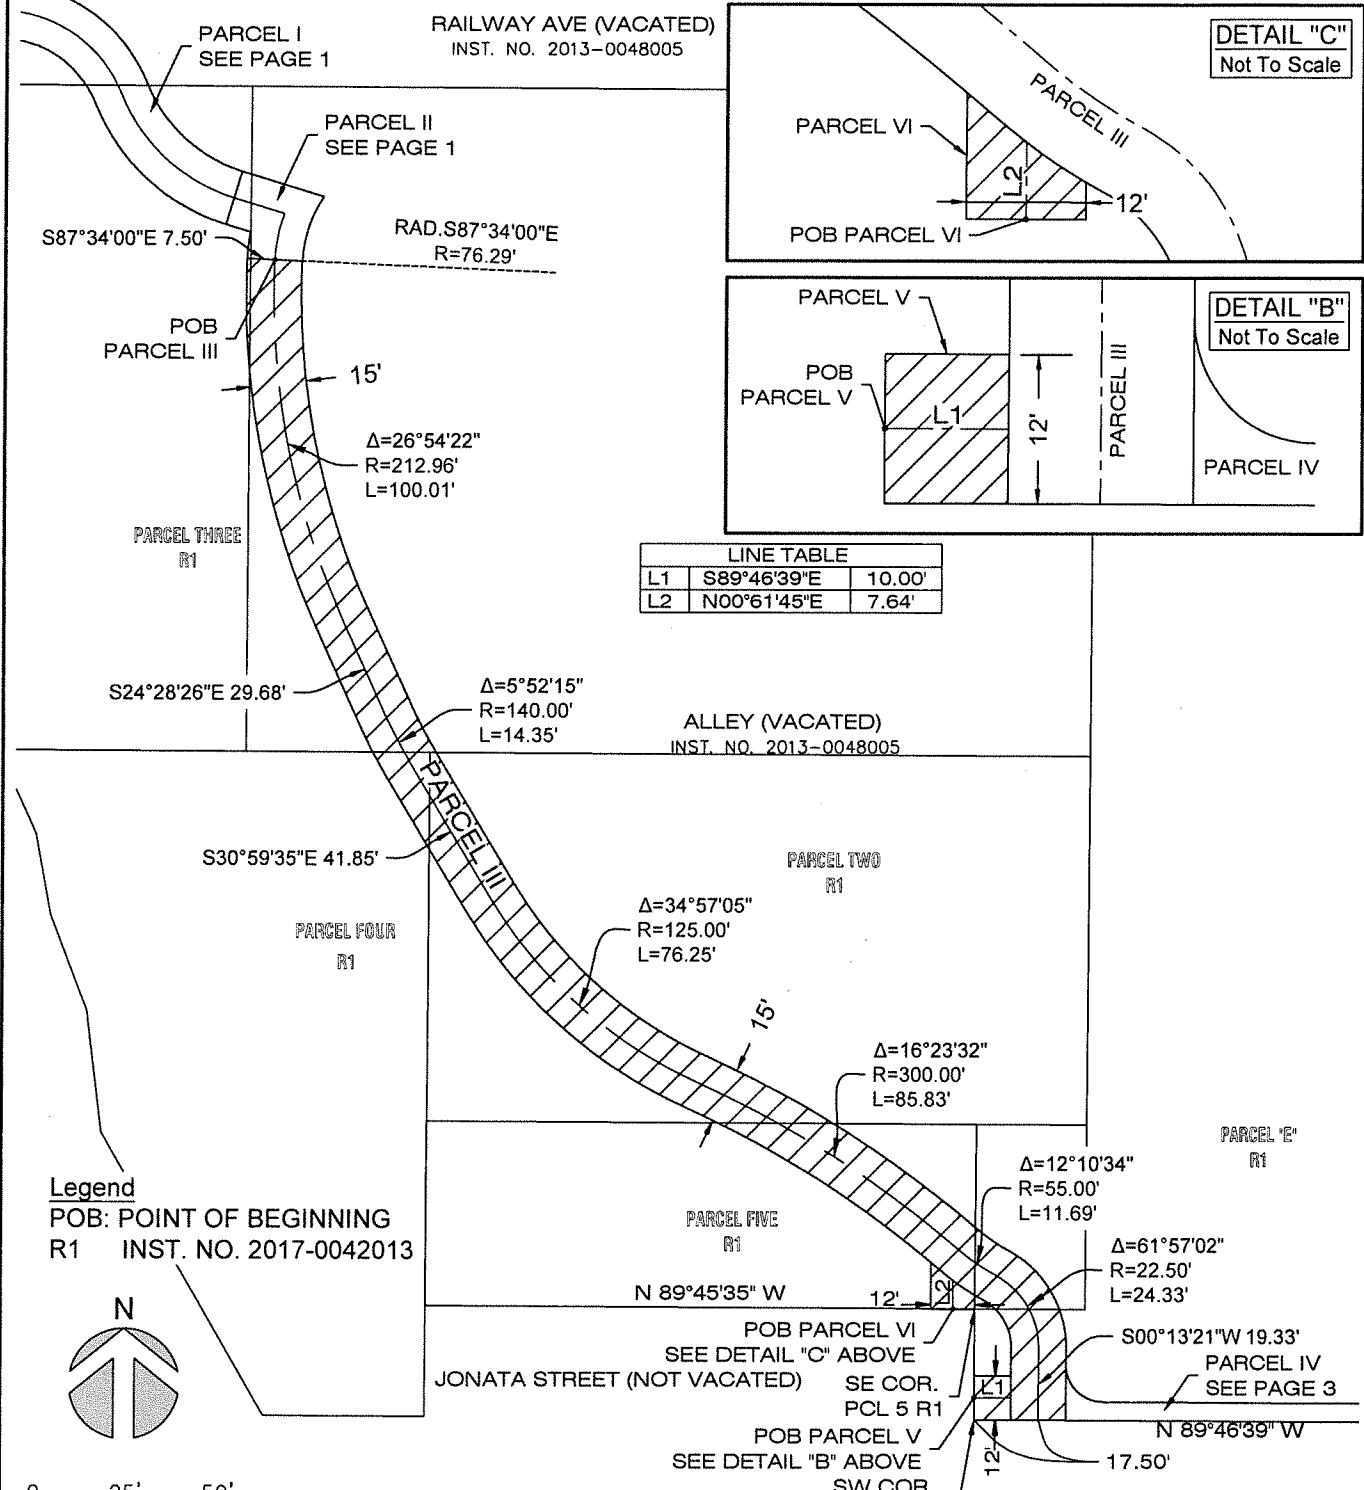 RAILWAY AVE (VACATED)
INST. NO. 2013-0048005
PARCEL I
SEE PAGE 1
PARCEL II
SEE PAGE 1
S87°34'00"E 7.50'
RAD.S87°34'00"E
R=76.29'
POB
PARCEL III
15'
Δ=26°54'22"
R=212.96'
L=100.01'
PARCEL THREE
R1
DETAIL "C"
Not To Scale
PARCEL III
PARCEL VI
L2
12'
POB PARCEL VI
DETAIL "B"
Not To Scale
PARCEL V
POB
PARCEL V
L1
12'
PARCEL III
PARCEL IV
LINE TABLE
L1 S89°46'39"E 10.00'
L2 N00°61'45"E 7.64'
S24°28'26"E 29.68'
Δ=5°52'15"
R=140.00'
L=14.35'
ALLEY (VACATED)
INST. NO. 2013-0048005
PARCEL III
S30°59'35"E 41.85'
PARCEL TWO
R1
PARCEL FOUR
R1
Δ=34°57'05"
R=125.00'
L=76.25'
15'
Δ=16°23'32"
R=300.00'
L=85.83'
PARCEL "E"
R1
Δ=12°10'34"
R=55.00'
L=11.69'
Legend
POB: POINT OF BEGINNING
R1 INST. NO. 2017-0042013
PARCEL FIVE
R1
Δ=61°57'02"
R=22.50'
L=24.33'
N 89°45'35" W
12'
L2
N
POB PARCEL VI
SEE DETAIL "C" ABOVE
S00°13'21"W 19.33'
JONATA STREET (NOT VACATED)
SE COR.
PCL 5 R1
L1
PARCEL IV
SEE PAGE 3
N 89°46'39" W
POB PARCEL V
SEE DETAIL "B" ABOVE
12'
17.50'
SW COR
0 25' 50'